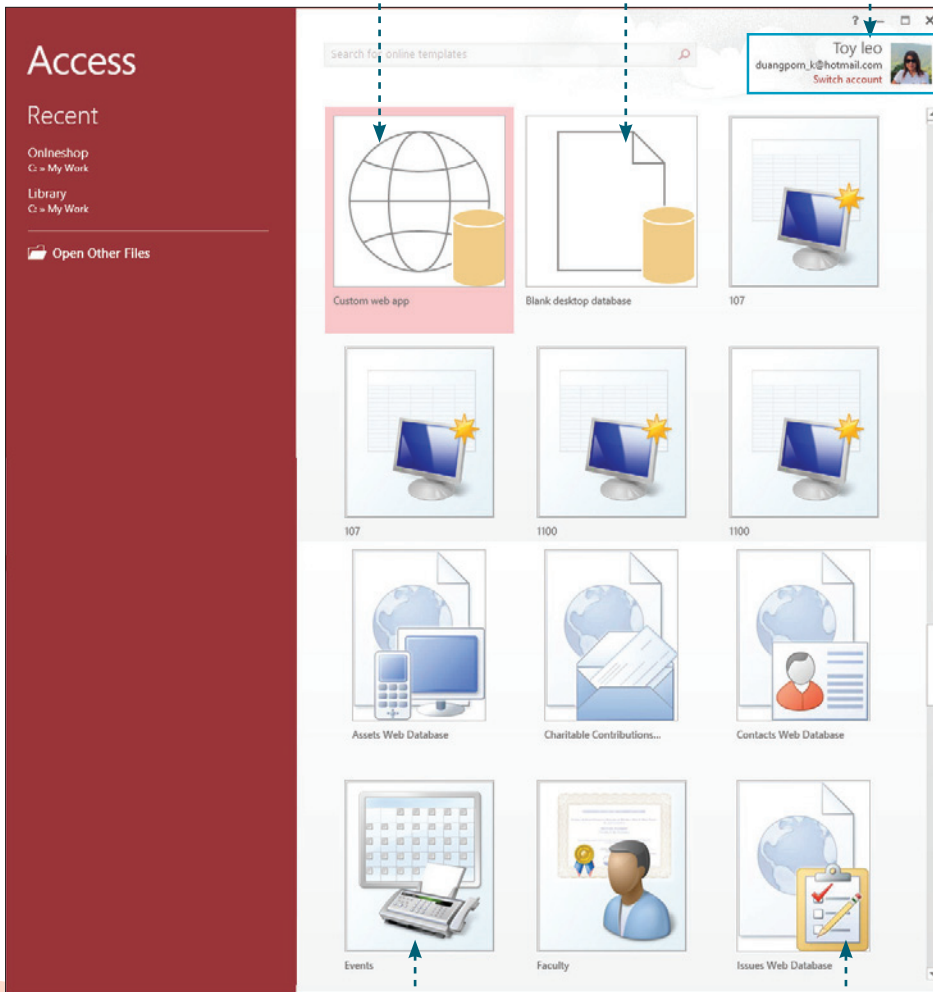 Access
Recent
Onlneshop
C: » My Work
Library
C: » My Work
Open Other Files
?
Search for online templates
Toy leo
duangporn_k@hotmail.com
Switch account
Custom web app
Blank desktop database
107
107
1100
1100
Assets Web Database
Charitable Contributions...
Contacts Web Database
Events
Faculty
Issues Web Database